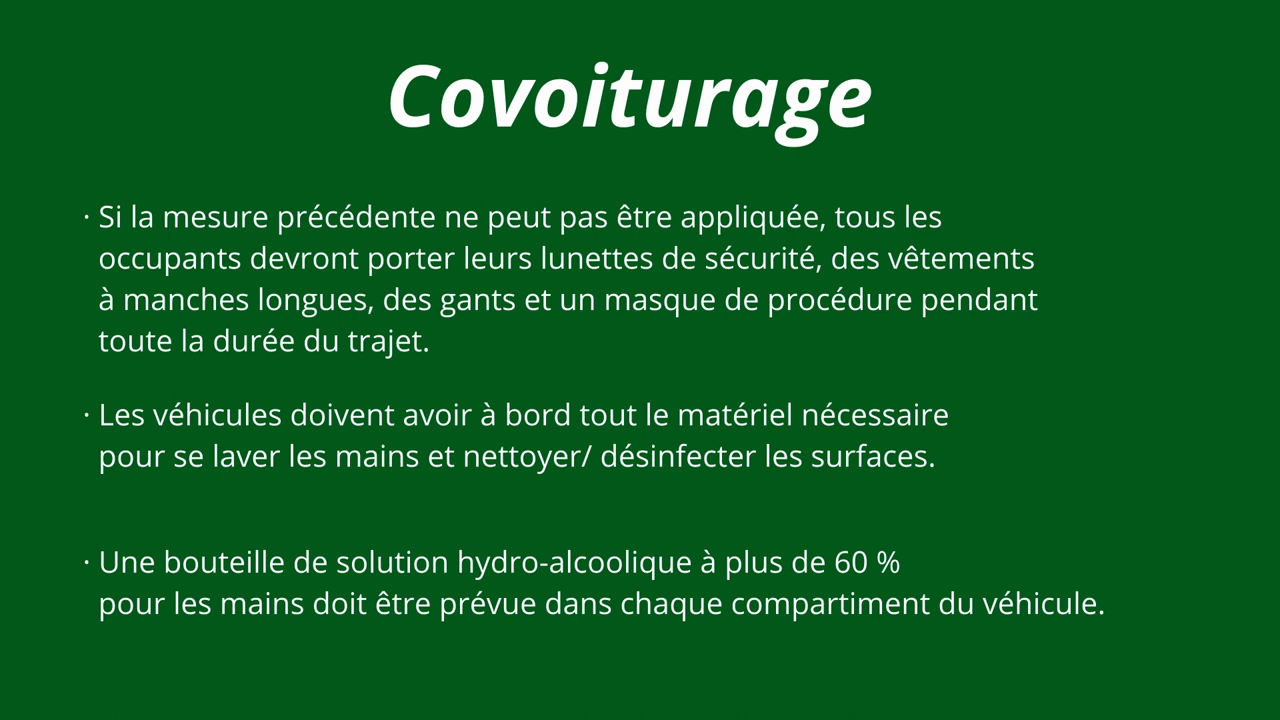 Covoiturage
· Si la mesure précédente ne peut pas être appliquée, tous les
occupants devront porter leurs lunettes de sécurité, des vêtements
à manches longues, des gants et un masque de procédure pendant
toute la durée du trajet.
· Les véhicules doivent avoir à bord tout le matériel nécessaire
pour se laver les mains et nettoyer/ désinfecter les surfaces.
· Une bouteille de solution hydro-alcoolique à plus de 60 %
pour les mains doit être prévue dans chaque compartiment du véhicule.